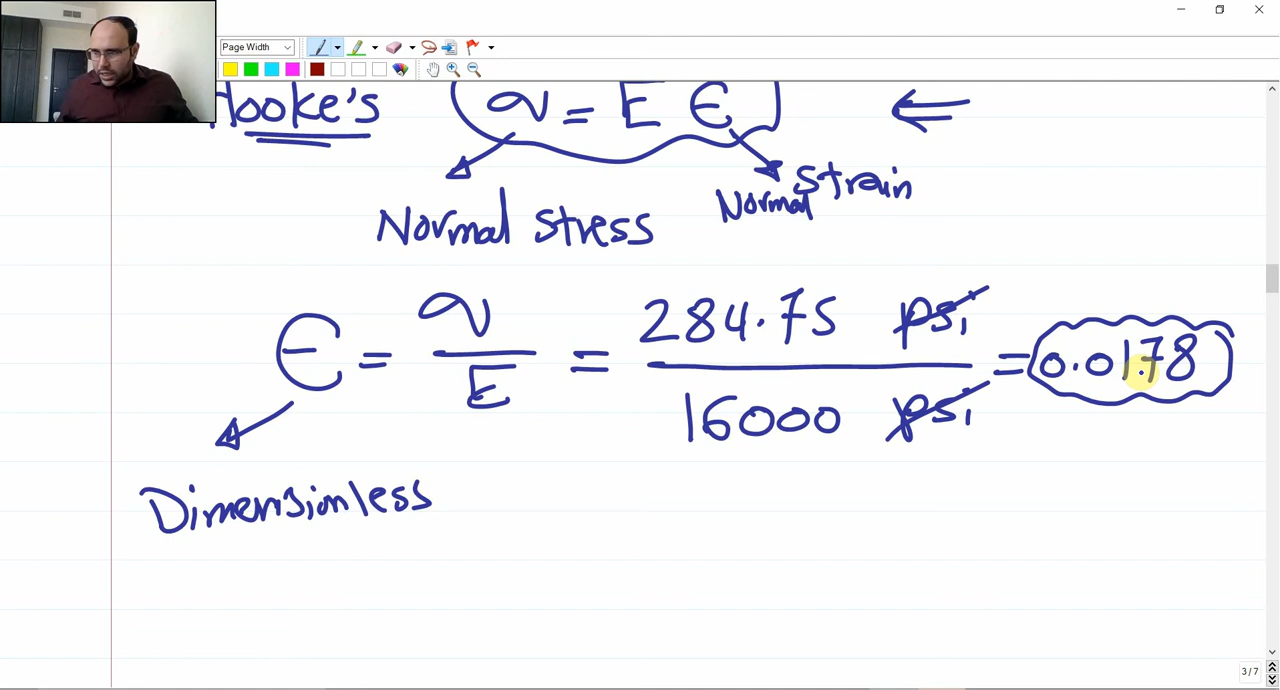 Page Width
Hooke's σ = E ϵ ⇐
Normal stress
Normal strain
ϵ = σ/E = 284.75 psi / 16000 psi = 0.0178
Dimensionless
3/7